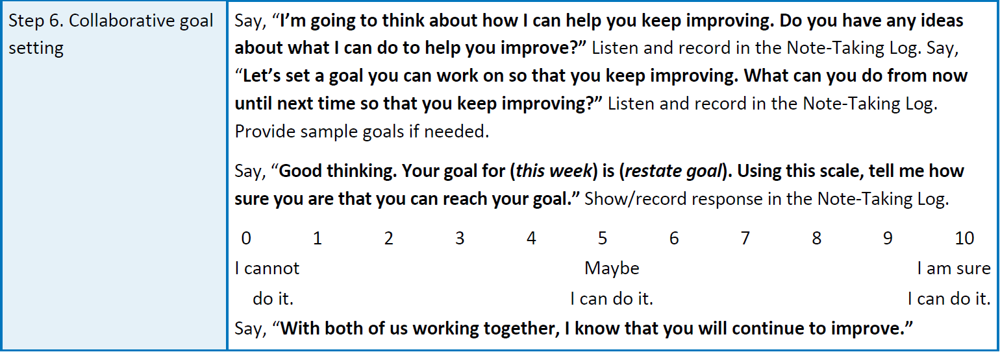 Step 6. Collaborative goal
setting
Say, “I’m going to think about how I can help you keep improving. Do you have any ideas
about what I can do to help you improve?” Listen and record in the Note-Taking Log. Say,
“Let’s set a goal you can work on so that you keep improving. What can you do from now
until next time so that you keep improving?” Listen and record in the Note-Taking Log.
Provide sample goals if needed.
Say, “Good thinking. Your goal for (this week) is (restate goal). Using this scale, tell me how
sure you are that you can reach your goal.” Show/record response in the Note-Taking Log.
0 1 2 3 4 5 6 7 8 9 10
I cannot Maybe I am sure
do it. I can do it. I can do it.
Say, “With both of us working together, I know that you will continue to improve.”